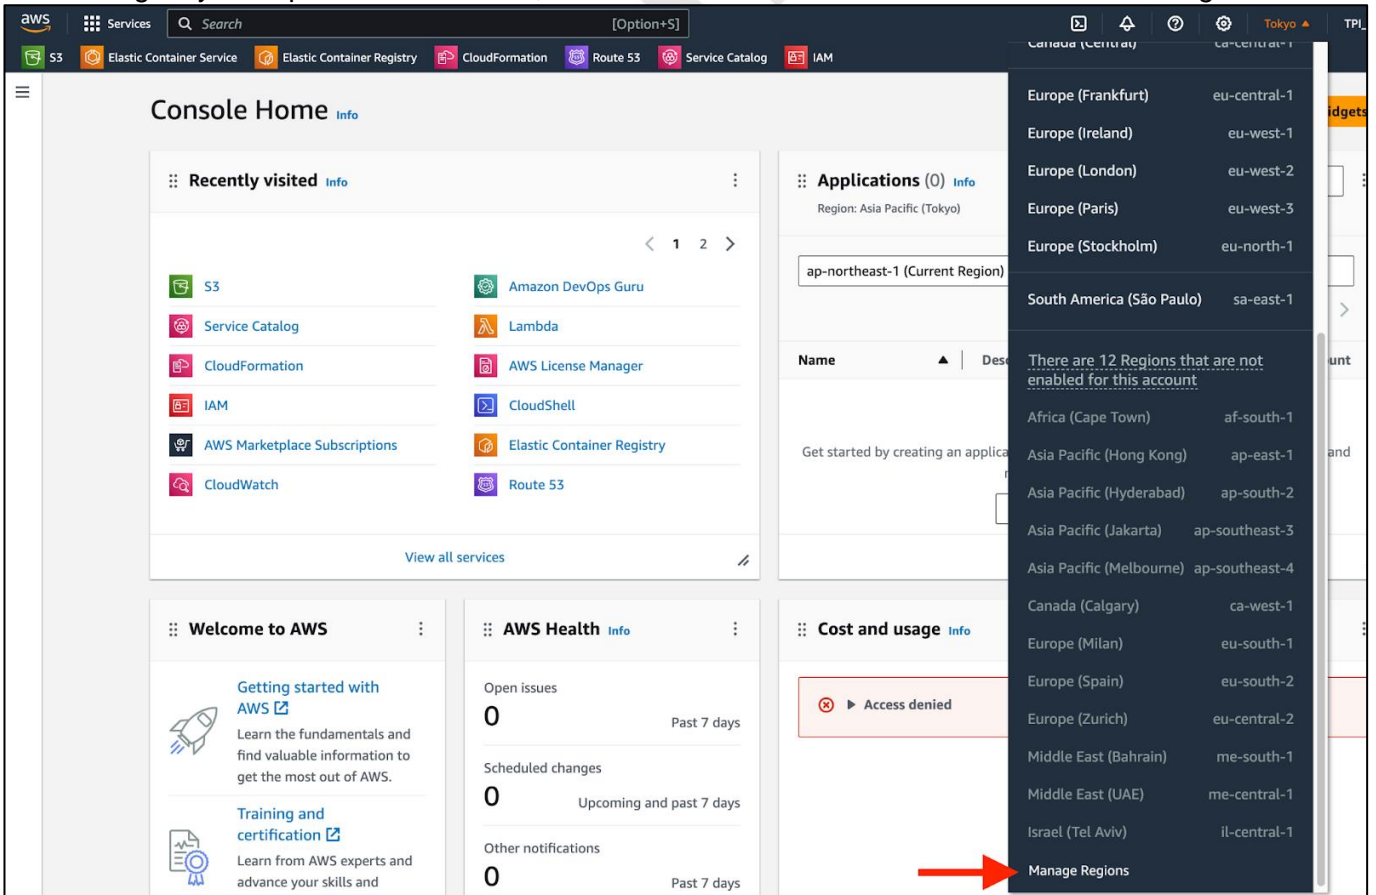 aws
Services
Search
[Option+S]
Tokyo
TPI_
S3
Elastic Container Service
Elastic Container Registry
CloudFormation
Route 53
Service Catalog
IAM
Console Home Info
Recently visited Info
1 2
S3
Service Catalog
CloudFormation
IAM
AWS Marketplace Subscriptions
CloudWatch
Amazon DevOps Guru
Lambda
AWS License Manager
CloudShell
Elastic Container Registry
Route 53
View all services
Applications (0) Info
Region: Asia Pacific (Tokyo)
ap-northeast-1 (Current Region)
Name
Get started by creating an
and
Welcome to AWS
Getting started with
AWS
Learn the fundamentals and
find valuable information to
get the most out of AWS.
Training and
certification
Learn from AWS experts and
advance your skills and
AWS Health Info
Open issues
0
Past 7 days
Scheduled changes
0
Upcoming and past 7 days
Other notifications
0
Past 7 days
Cost and usage Info
Access denied
Canada (Central) ca-central-1
Europe (Frankfurt) eu-central-1
Europe (Ireland) eu-west-1
Europe (London) eu-west-2
Europe (Paris) eu-west-3
Europe (Stockholm) eu-north-1
South America (São Paulo) sa-east-1
There are 12 Regions that are not
enabled for this account
Africa (Cape Town) af-south-1
Asia Pacific (Hong Kong) ap-east-1
Asia Pacific (Hyderabad) ap-south-2
Asia Pacific (Jakarta) ap-southeast-3
Asia Pacific (Melbourne) ap-southeast-4
Canada (Calgary) ca-west-1
Europe (Milan) eu-south-1
Europe (Spain) eu-south-2
Europe (Zurich) eu-central-2
Middle East (Bahrain) me-south-1
Middle East (UAE) me-central-1
Israel (Tel Aviv) il-central-1
Manage Regions